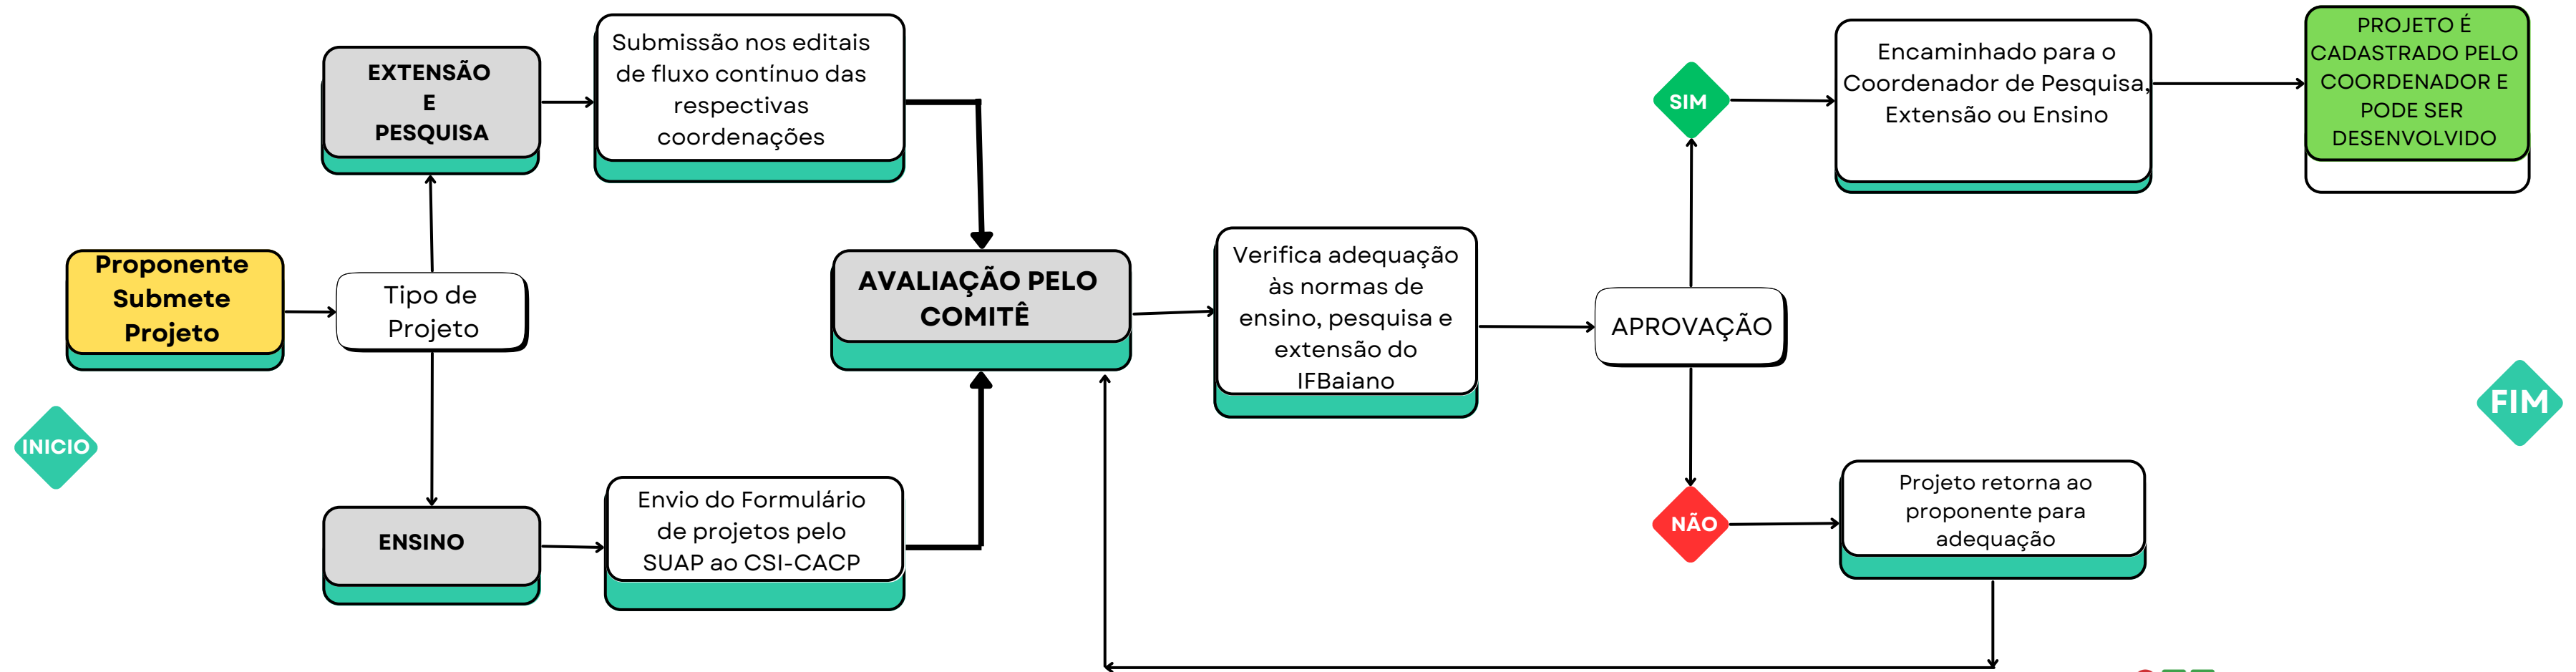 EXTENSÃO
E
PESQUISA
Submissão nos editais
de fluxo contínuo das
respectivas
coordenações
Proponente
Submete
Projeto
Tipo de
Projeto
INICIO
ENSINO
Envio do Formulário
de projetos pelo
SUAP ao CSI-CACP
AVALIAÇÃO PELO
COMITÊ
Verifica adequação
às normas de
ensino, pesquisa e
extensão do
IFBaiano
APROVAÇÃO
SIM
Encaminhado para o
Coordenador de Pesquisa,
Extensão ou Ensino
PROJETO É
CADASTRADO PELO
COORDENADOR E
PODE SER
DESENVOLVIDO
NÃO
Projeto retorna ao
proponente para
adequação
FIM